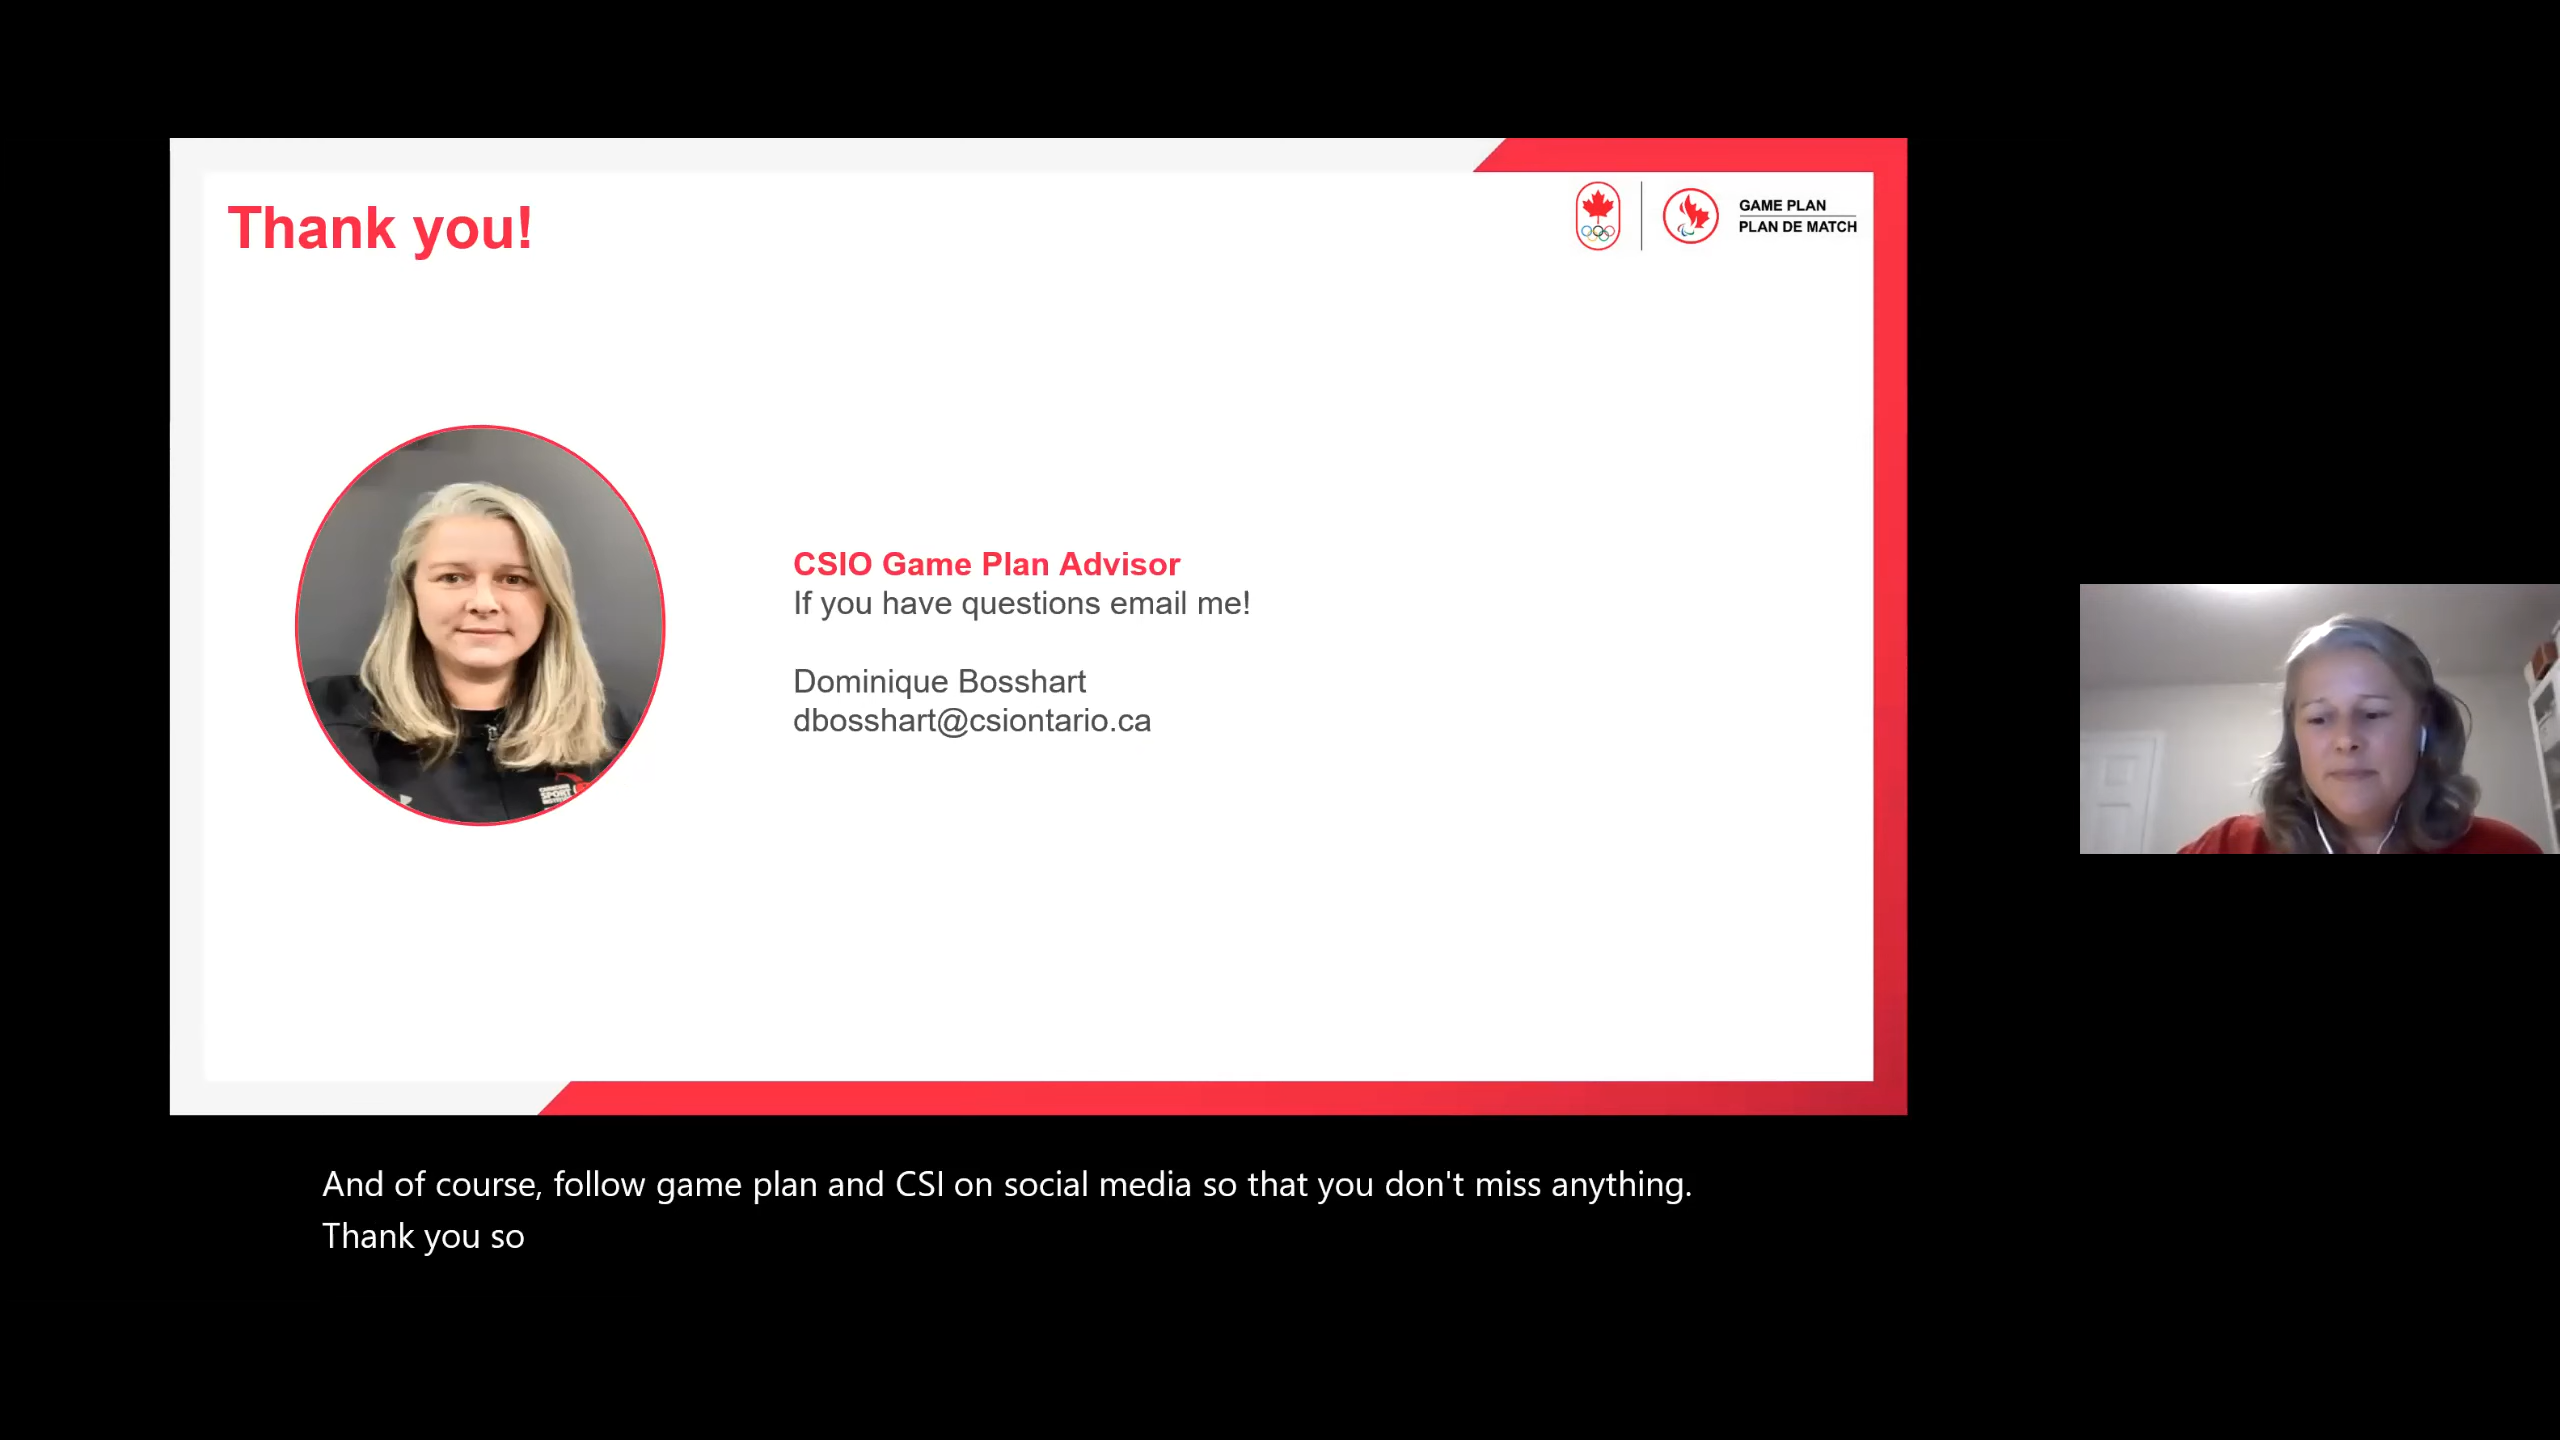 Thank you!
GAME PLAN
PLAN DE MATCH
CSIO Game Plan Advisor
If you have questions email me!
Dominique Bosshart
dbosshart@csiontario.ca
SPORT
And of course, follow game plan and CSI on social media so that you don't miss anything.
Thank you so